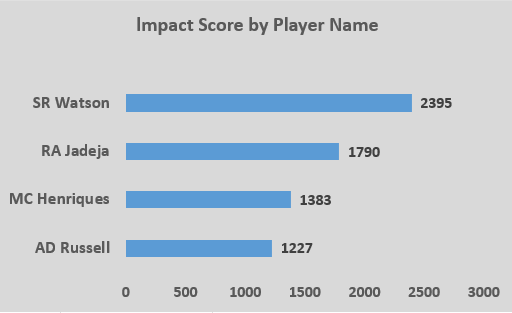 Impact Score by Player Name
SR Watson 2395
RA Jadeja 1790
MC Henriques 1383
AD Russell 1227
0 500 1000 1500 2000 2500 3000